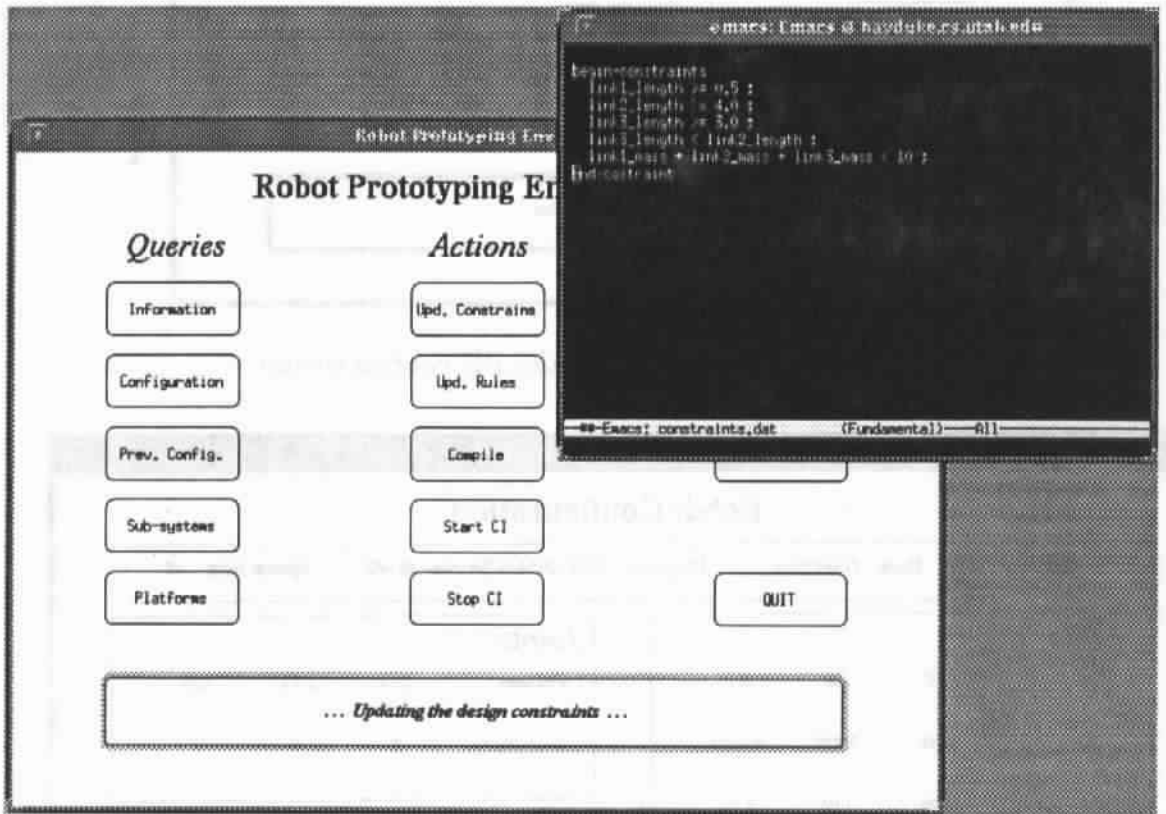 emacs: Emacs @ hayduke.cs.utah.edu
begin-constraints
link1_length >= 0.5 ;
link2_length >= 4.0 ;
link3_length >= 3.0 ;
link3_length < link2_length ;
link1_mass + link2_mass + link3_mass < 10 ;
end-constraint
--**-Emacs: constraints.dat (Fundamental)----All
Robot Prototyping Env
Robot Prototyping En
Queries Actions
Information Upd. Constrains
Configuration Upd. Rules
Prev. Config. Compile
Sub-systems Start CI
Platforms Stop CI QUIT
... Updating the design constraints ...